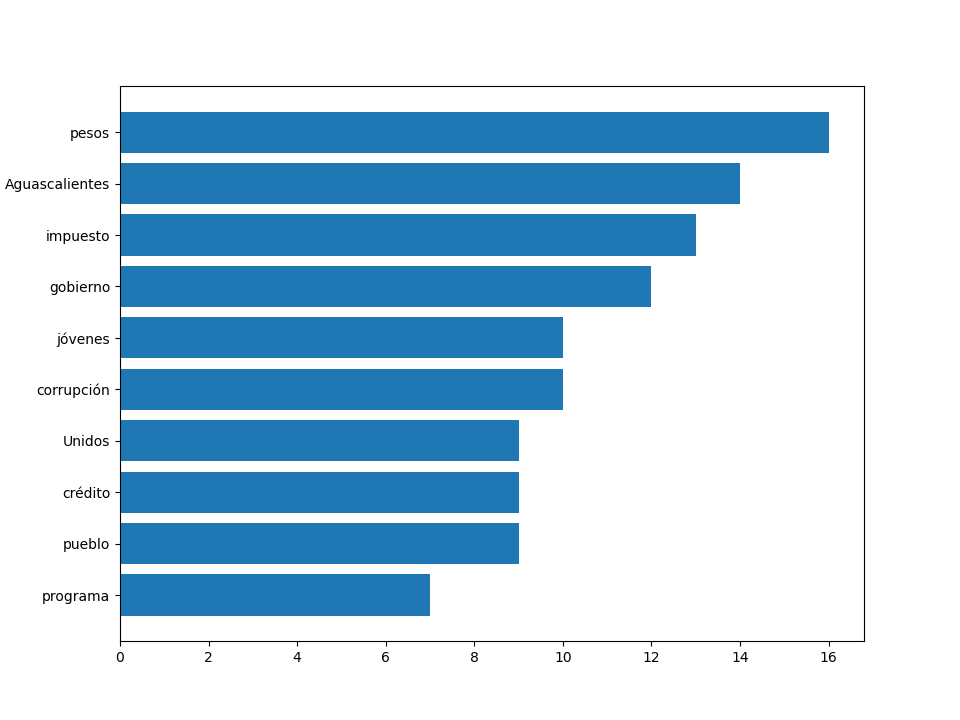 pesos
Aguascalientes
impuesto
gobierno
jóvenes
corrupción
Unidos
crédito
pueblo
programa
0 2 4 6 8 10 12 14 16